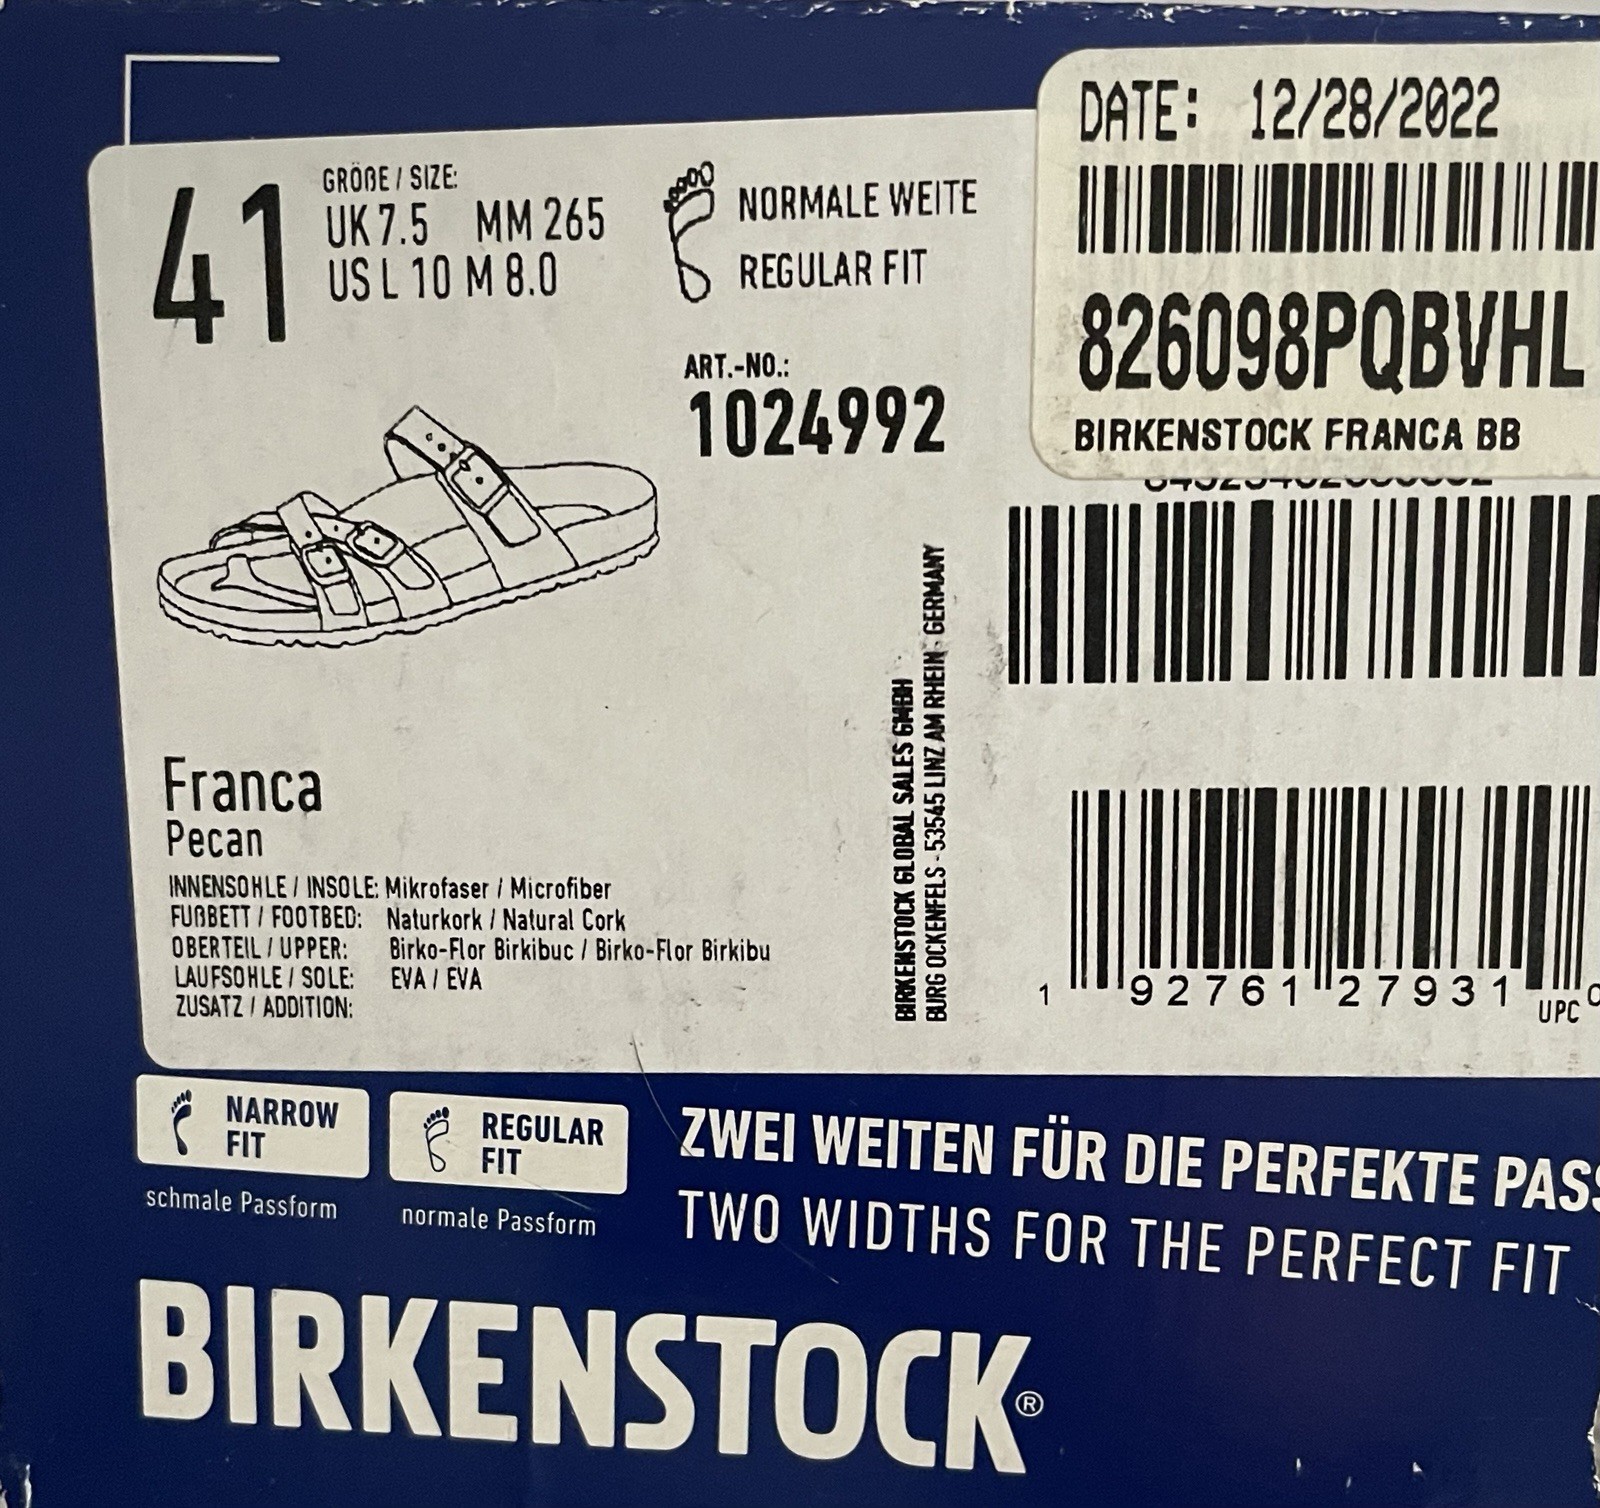 DATE: 12/28/2022
826098PQBVHL
BIRKENSTOCK FRANCA BB
41
GRÖßE / SIZE:
UK 7.5 MM 265
US L 10 M 8.0
NORMALE WEITE
REGULAR FIT
ART.-NO.:
1024992
Franca
Pecan
INNENSOHLE / INSOLE: Mikrofaser / Microfiber
FUßBETT / FOOTBED: Naturkork / Natural Cork
OBERTEIL / UPPER: Birko-Flor Birkibuc / Birko-Flor Birkibu
LAUFSOHLE / SOLE: EVA / EVA
ZUSATZ / ADDITION:
BIRKENSTOCK GLOBAL SALES GMBH
BURG OCKENFELS - 53545 LINZ AM RHEIN - GERMANY
1 92761 27931
UPC
NARROW
FIT
schmale Passform
REGULAR
FIT
normale Passform
ZWEI WEITEN FÜR DIE PERFEKTE PASS
TWO WIDTHS FOR THE PERFECT FIT
BIRKENSTOCK®